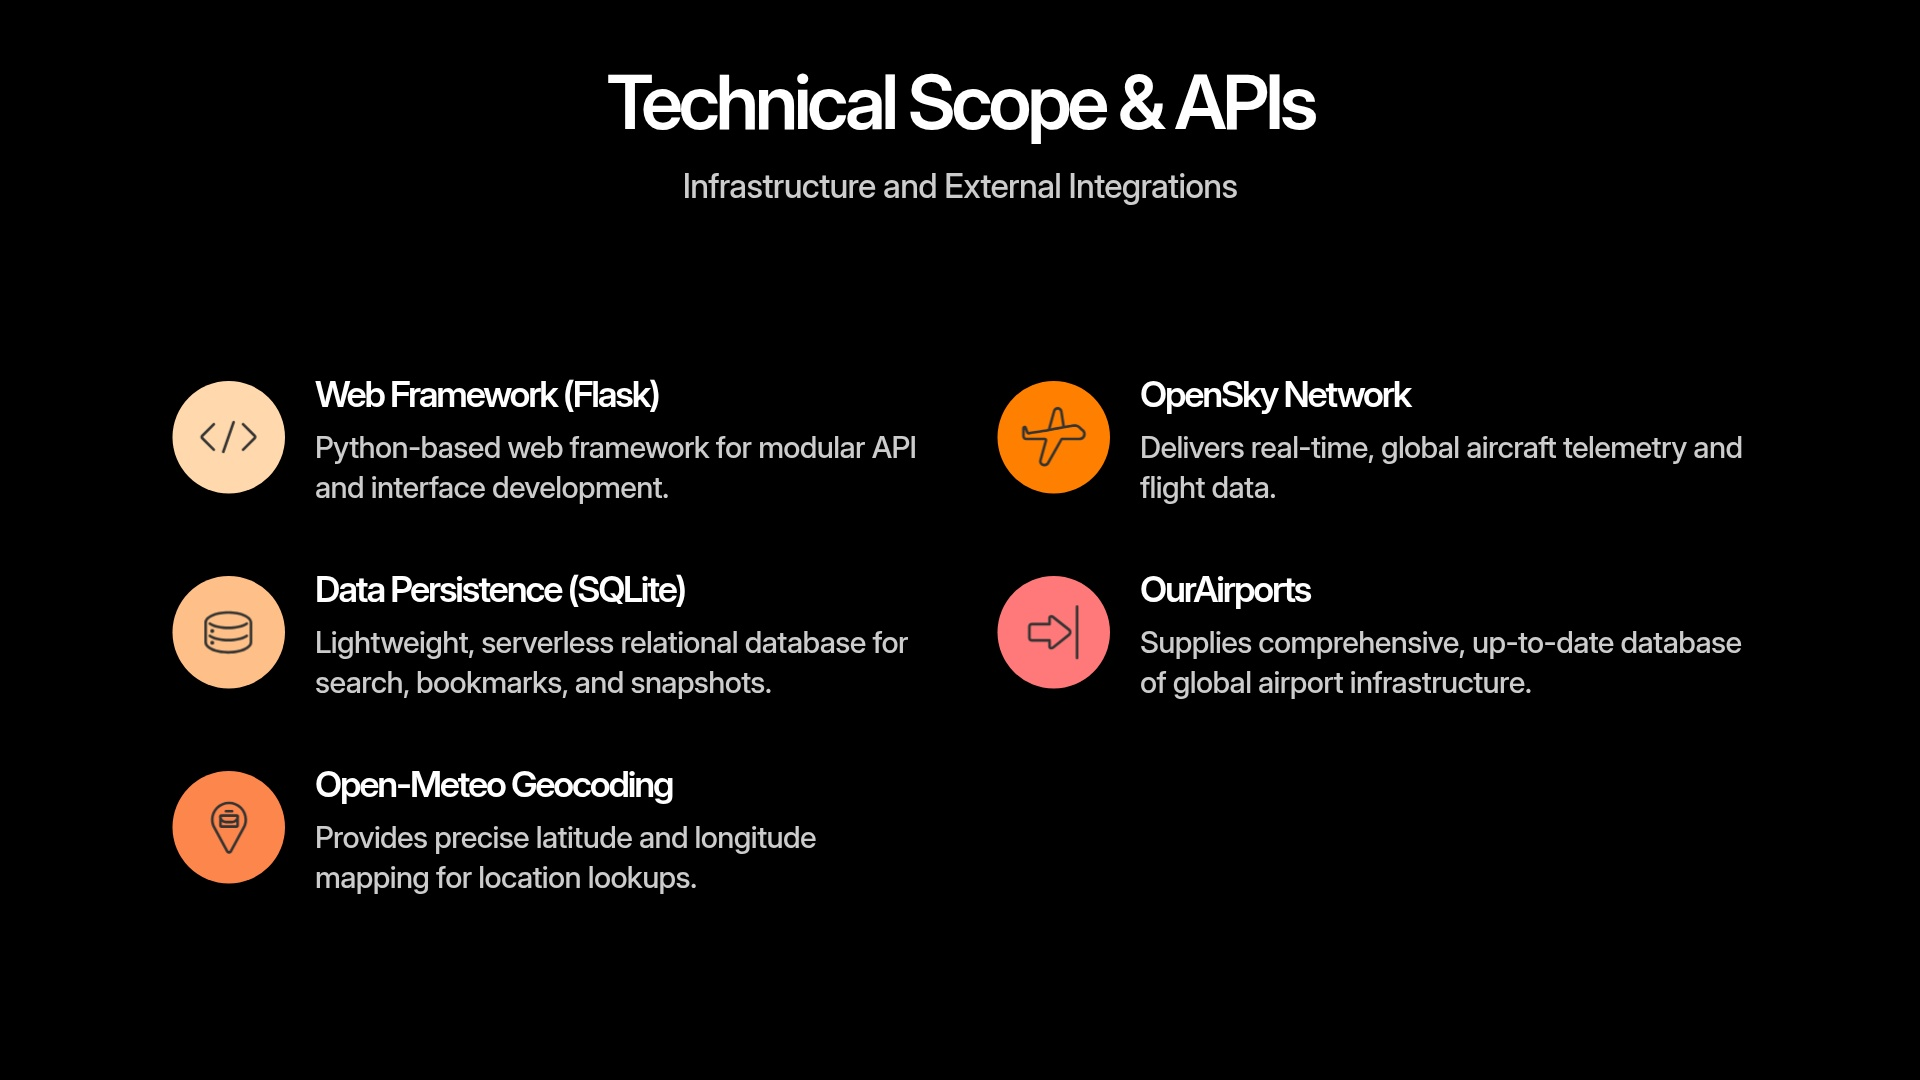 Technical Scope & APIs
Infrastructure and External Integrations
Web Framework (Flask)
Python-based web framework for modular API
and interface development.
Data Persistence (SQLite)
Lightweight, serverless relational database for
search, bookmarks, and snapshots.
Open-Meteo Geocoding
Provides precise latitude and longitude
mapping for location lookups.
OpenSky Network
Delivers real-time, global aircraft telemetry and
flight data.
OurAirports
Supplies comprehensive, up-to-date database
of global airport infrastructure.